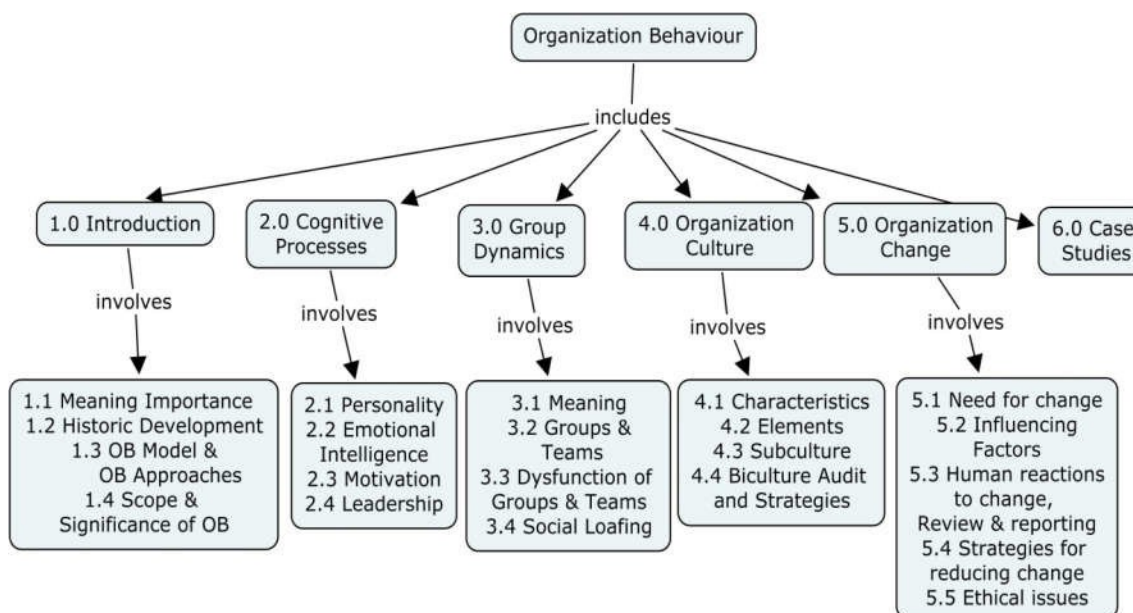 Organization Behaviour
includes
1.0 Introduction
2.0 Cognitive
Processes
3.0 Group
Dynamics
4.0 Organization
Culture
5.0 Organization
Change
6.0 Case
Studies
involves
involves
involves
involves
involves
1.1 Meaning Importance
1.2 Historic Development
1.3 OB Model &
OB Approaches
1.4 Scope &
Significance of OB
2.1 Personality
2.2 Emotional
Intelligence
2.3 Motivation
2.4 Leadership
3.1 Meaning
3.2 Groups &
Teams
3.3 Dysfunction of
Groups & Teams
3.4 Social Loafing
4.1 Characteristics
4.2 Elements
4.3 Subculture
4.4 Biculture Audit
and Strategies
5.1 Need for change
5.2 Influencing
Factors
5.3 Human reactions
to change,
Review & reporting
5.4 Strategies for
reducing change
5.5 Ethical issues